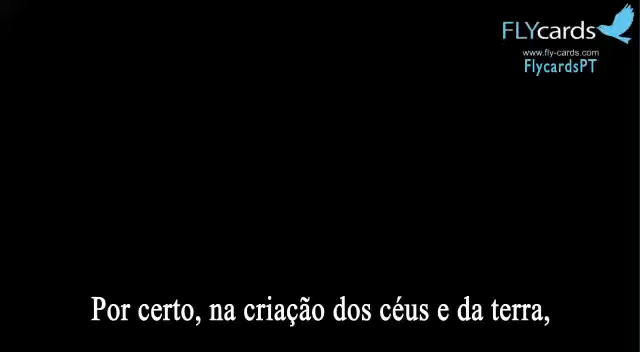 FLYcards
www.fly-cards.com
FlycardsPT
Por certo, na criação dos céus e da terra,